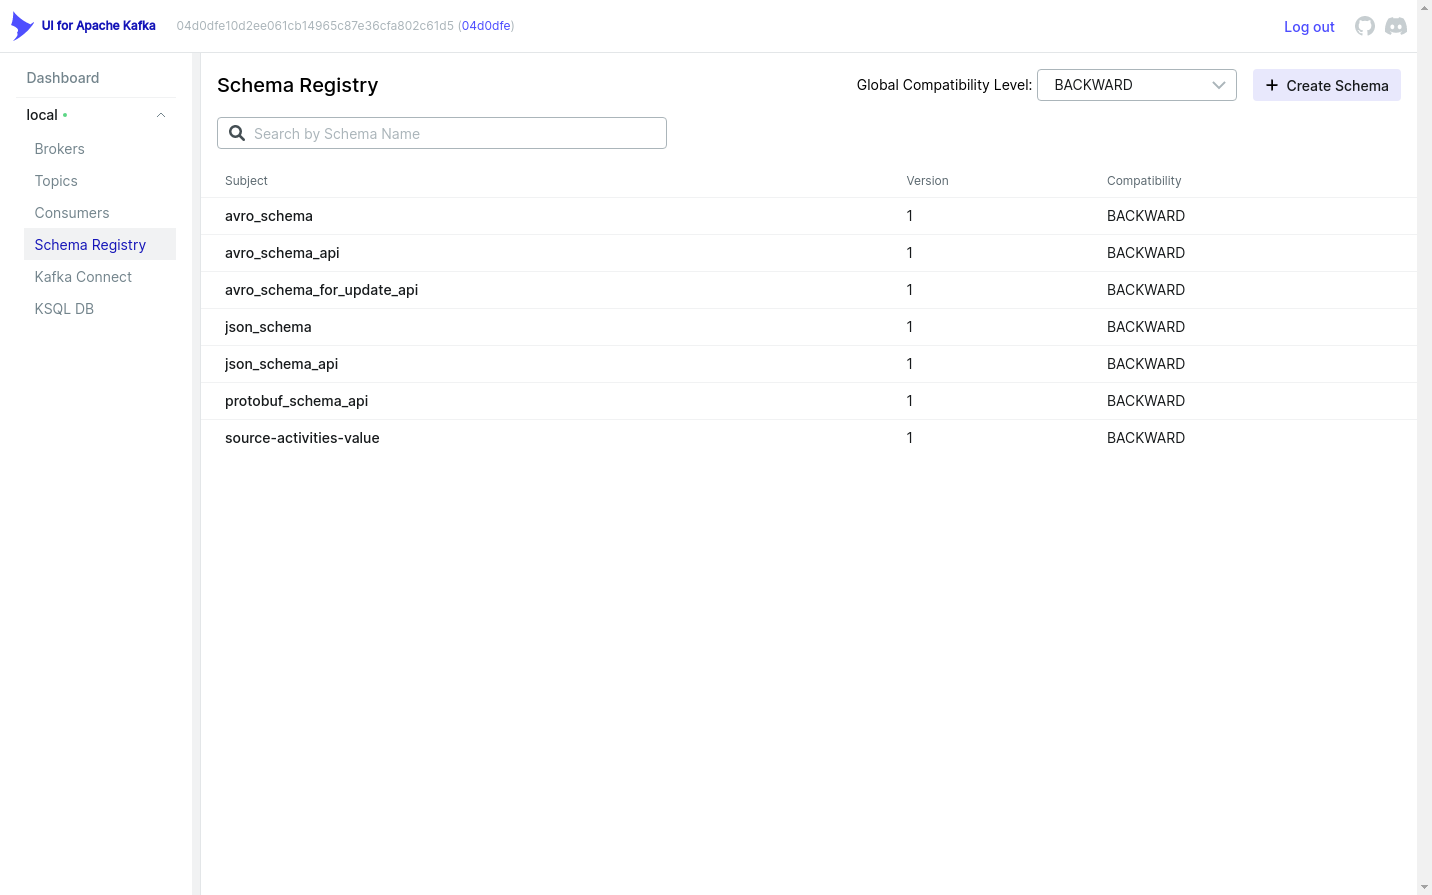 UI for Apache Kafka 04d0dfe10d2ee061cb14965c87e36cfa802c61d5 (04d0dfe) Log out
Dashboard
local
Brokers
Topics
Consumers
Schema Registry
Kafka Connect
KSQL DB
Schema Registry Global Compatibility Level: BACKWARD Create Schema
Search by Schema Name
Subject Version Compatibility
avro_schema 1 BACKWARD
avro_schema_api 1 BACKWARD
avro_schema_for_update_api 1 BACKWARD
json_schema 1 BACKWARD
json_schema_api 1 BACKWARD
protobuf_schema_api 1 BACKWARD
source-activities-value 1 BACKWARD